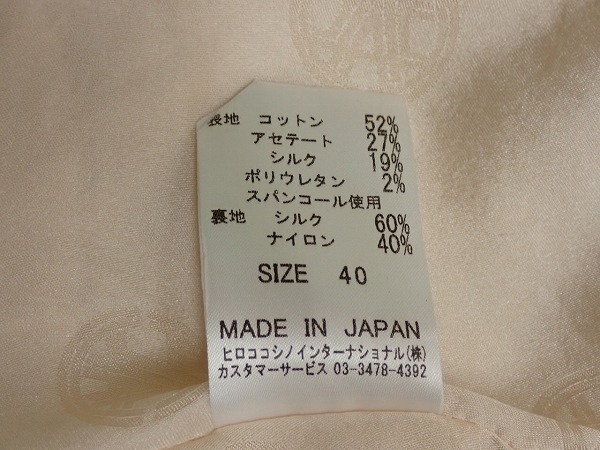 表地 コットン 52%
アセテート 27%
シルク 19%
ポリウレタン 2%
スパンコール使用
裏地 シルク 60%
ナイロン 40%
SIZE 40
MADE IN JAPAN
ヒロココシノインターナショナル(株)
カスタマーサービス 03-3478-4392